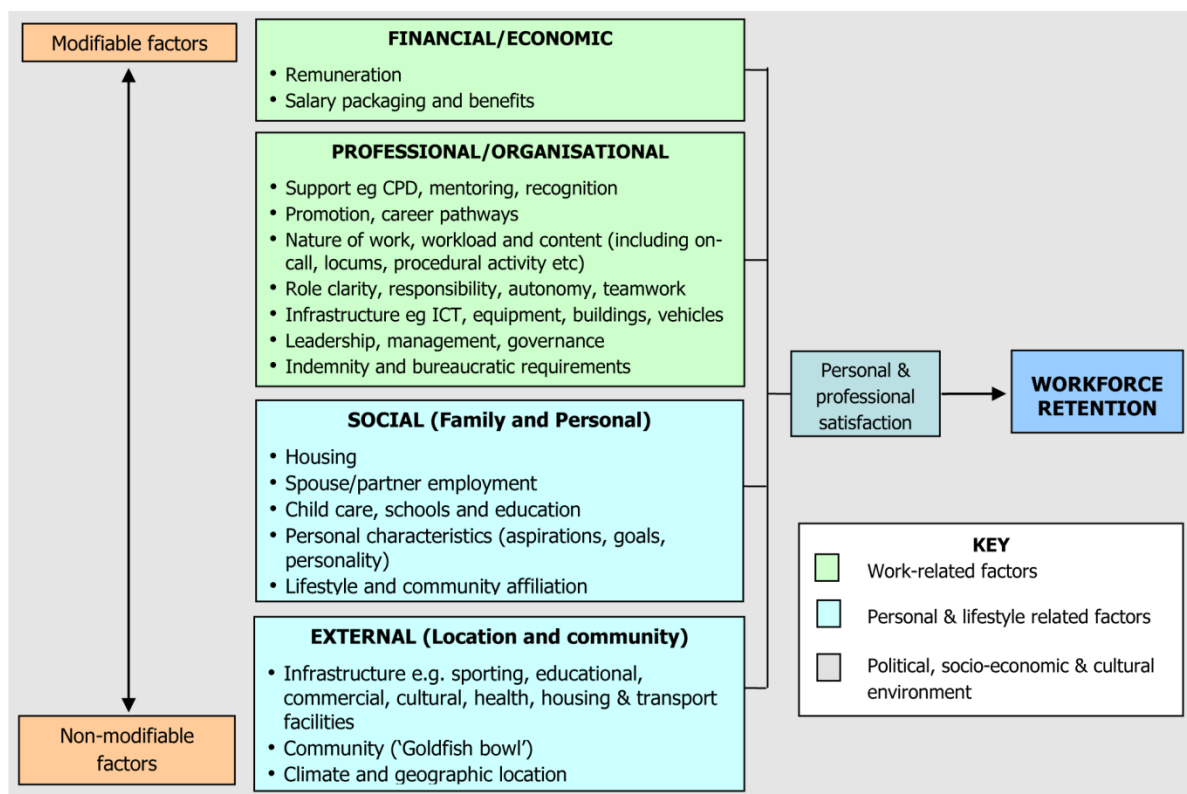 Modifiable factors
Non-modifiable
factors
FINANCIAL/ECONOMIC
• Remuneration
• Salary packaging and benefits
PROFESSIONAL/ORGANISATIONAL
• Support eg CPD, mentoring, recognition
• Promotion, career pathways
• Nature of work, workload and content (including on-
call, locums, procedural activity etc)
• Role clarity, responsibility, autonomy, teamwork
• Infrastructure eg ICT, equipment, buildings, vehicles
• Leadership, management, governance
• Indemnity and bureaucratic requirements
SOCIAL (Family and Personal)
• Housing
• Spouse/partner employment
• Child care, schools and education
• Personal characteristics (aspirations, goals,
personality)
• Lifestyle and community affiliation
EXTERNAL (Location and community)
• Infrastructure e.g. sporting, educational,
commercial, cultural, health, housing & transport
facilities
• Community (‘Goldfish bowl’)
• Climate and geographic location
Personal &
professional
satisfaction
WORKFORCE
RETENTION
KEY
Work-related factors
Personal & lifestyle related factors
Political, socio-economic & cultural
environment